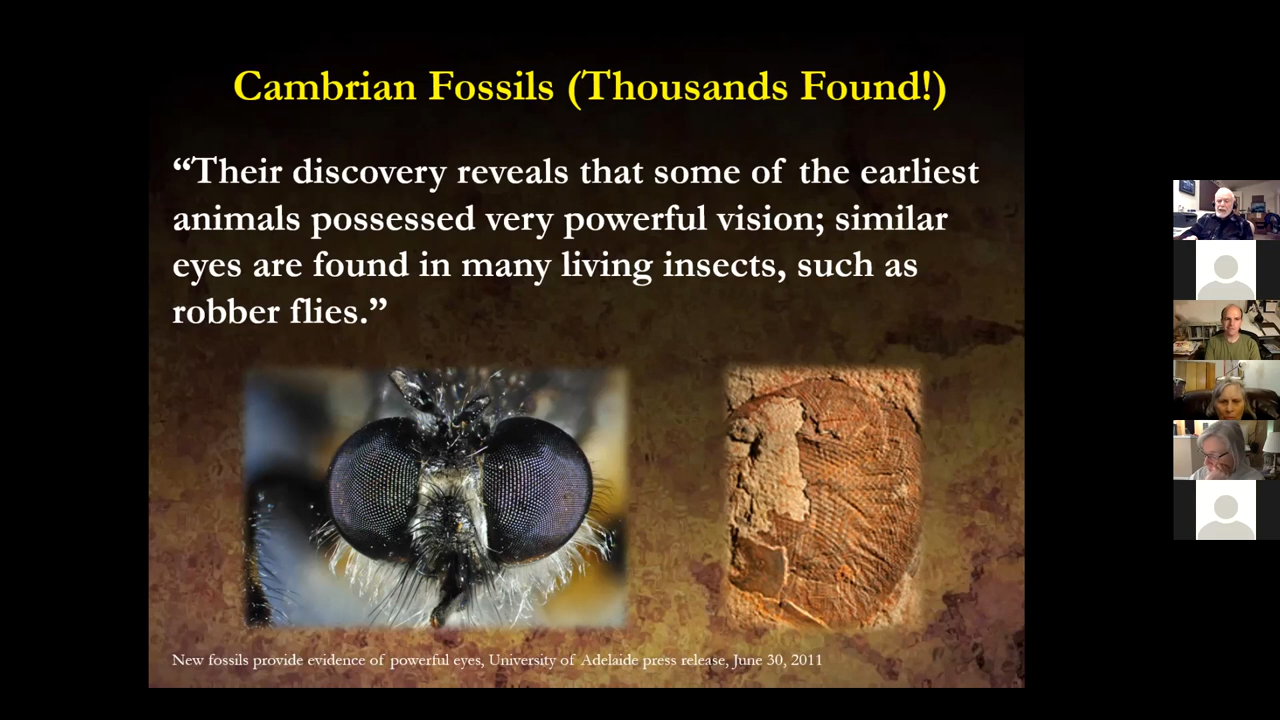 Cambrian Fossils (Thousands Found!)
“Their discovery reveals that some of the earliest
animals possessed very powerful vision; similar
eyes are found in many living insects, such as
robber flies.”
New fossils provide evidence of powerful eyes, University of Adelaide press release, June 30, 2011